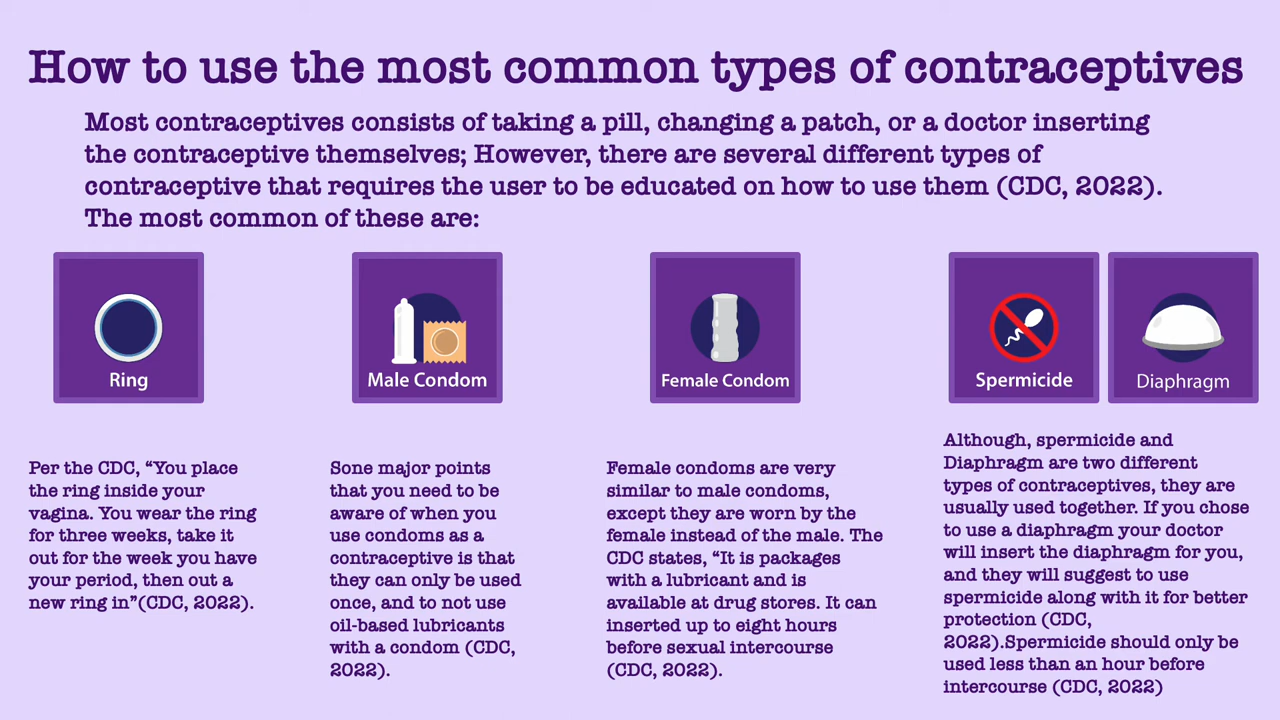 How to use the most common types of contraceptives
Most contraceptives consists of taking a pill, changing a patch, or a doctor inserting
the contraceptive themselves; However, there are several different types of
contraceptive that requires the user to be educated on how to use them (CDC, 2022).
The most common of these are:
Ring
Male Condom
Female Condom
Spermicide
Diaphragm
Per the CDC, “You place
the ring inside your
vagina. You wear the ring
for three weeks, take it
out for the week you have
your period, then out a
new ring in”(CDC, 2022).
Sone major points
that you need to be
aware of when you
use condoms as a
contraceptive is that
they can only be used
once, and to not use
oil-based lubricants
with a condom (CDC,
2022).
Female condoms are very
similar to male condoms,
except they are worn by the
female instead of the male. The
CDC states, “It is packages
with a lubricant and is
available at drug stores. It can
inserted up to eight hours
before sexual intercourse
(CDC, 2022).
Although, spermicide and
Diaphragm are two different
types of contraceptives, they are
usually used together. If you chose
to use a diaphragm your doctor
will insert the diaphragm for you,
and they will suggest to use
spermicide along with it for better
protection (CDC,
2022).Spermicide should only be
used less than an hour before
intercourse (CDC, 2022)